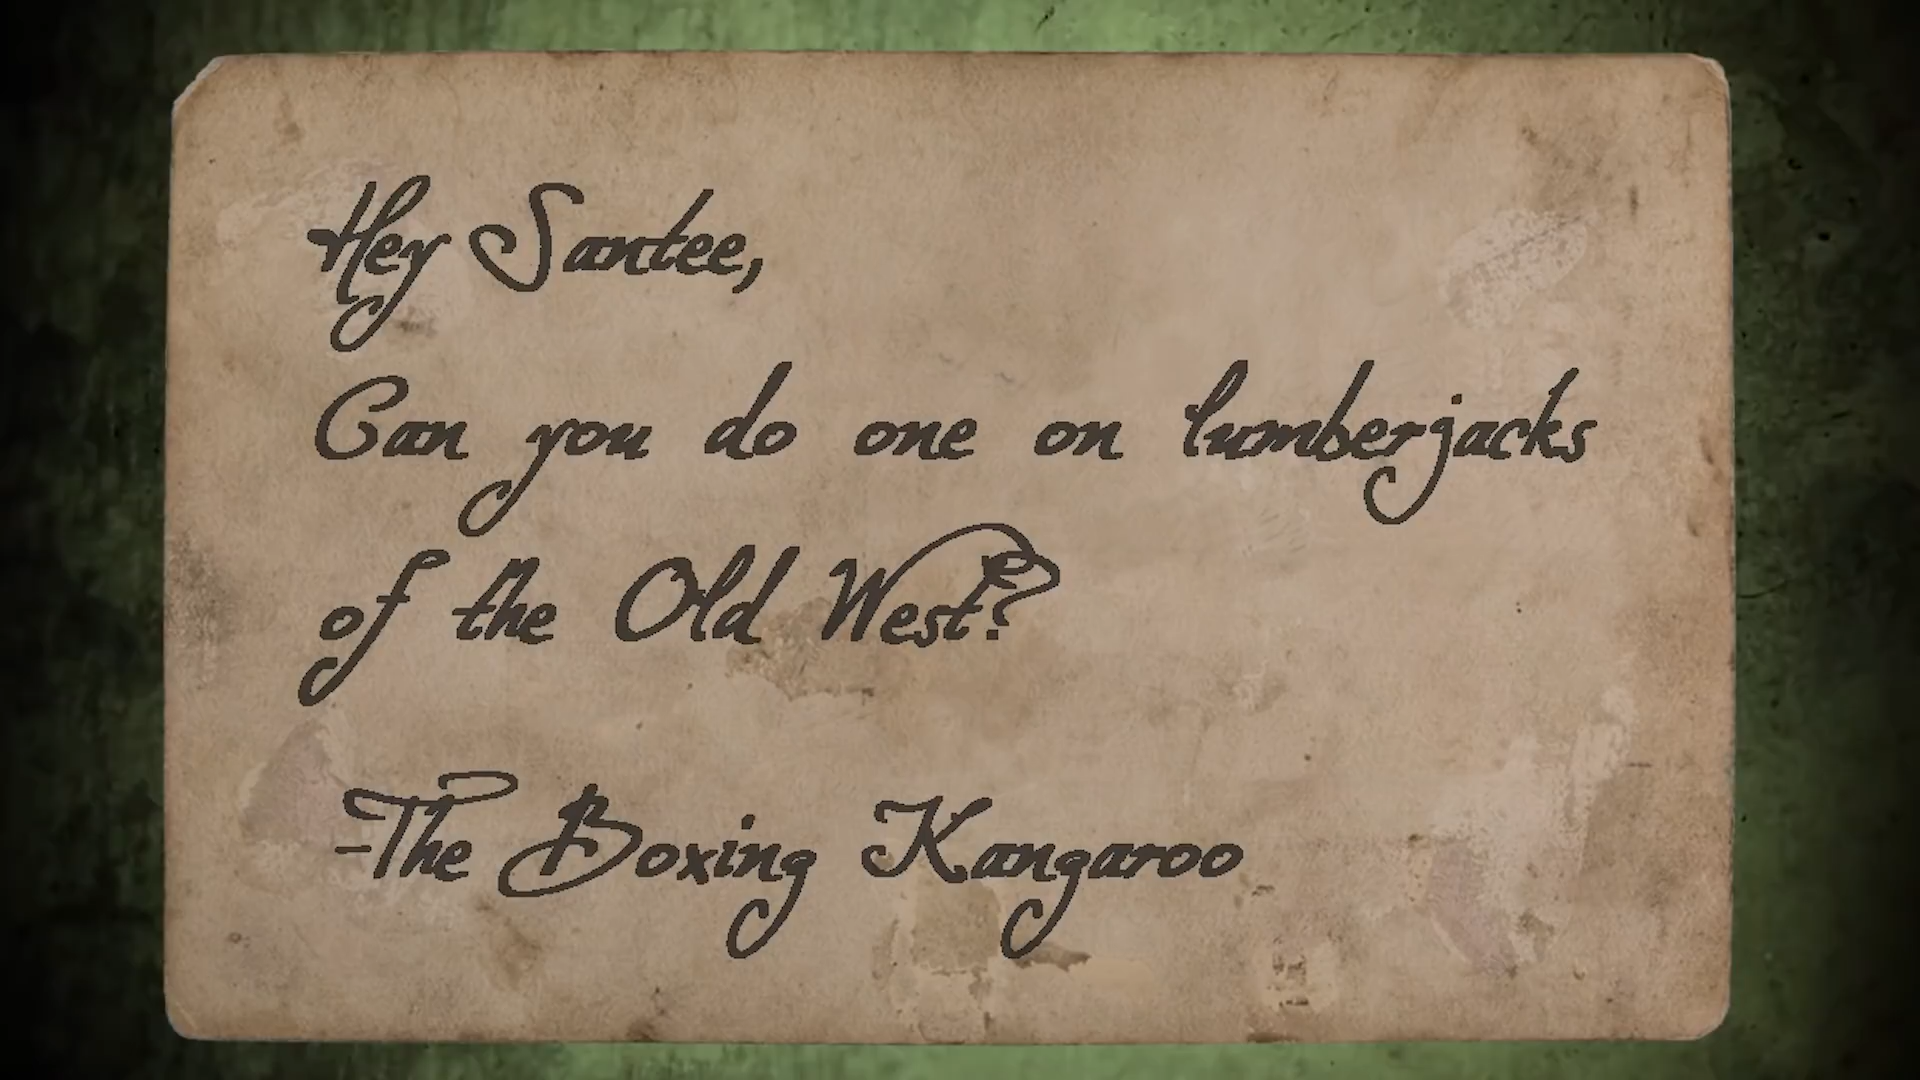 Hey Santee,
Can you do one on lumberjacks
of the Old West?
-The Boxing Kangaroo